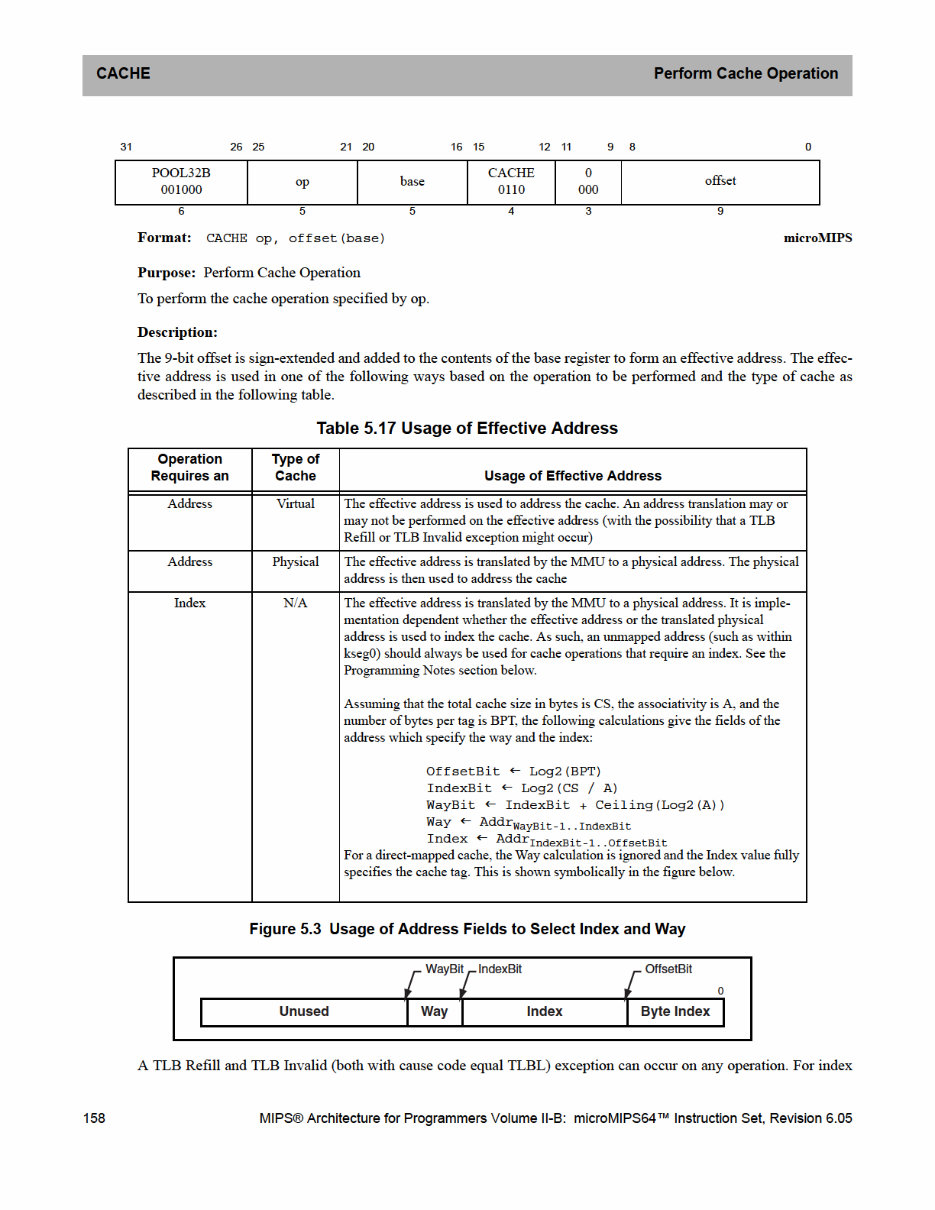 CACHE Perform Cache Operation
31 26 25 21 20 16 15 12 11 9 8 0
POOL32B op base CACHE 0 offset
001000 0110 000
6 5 5 4 3 9
Format: CACHE op, offset(base) microMIPS
Purpose: Perform Cache Operation
To perform the cache operation specified by op.
Description:
The 9-bit offset is sign-extended and added to the contents of the base register to form an effective address. The effec-
tive address is used in one of the following ways based on the operation to be performed and the type of cache as
described in the following table.
Table 5.17 Usage of Effective Address
Operation Type of
Requires an Cache Usage of Effective Address
Address Virtual The effective address is used to address the cache. An address translation may or
may not be performed on the effective address (with the possibility that a TLB
Refill or TLB Invalid exception might occur)
Address Physical The effective address is translated by the MMU to a physical address. The physical
address is then used to address the cache
Index N/A The effective address is translated by the MMU to a physical address. It is imple-
mentation dependent whether the effective address or the translated physical
address is used to index the cache. As such, an unmapped address (such as within
kseg0) should always be used for cache operations that require an index. See the
Programming Notes section below.
Assuming that the total cache size in bytes is CS, the associativity is A, and the
number of bytes per tag is BPT, the following calculations give the fields of the
address which specify the way and the index:
OffsetBit ← Log2(BPT)
IndexBit ← Log2(CS / A)
WayBit ← IndexBit + Ceiling(Log2(A))
Way ← Addr WayBit-1..IndexBit
Index ← Addr IndexBit-1..OffsetBit
For a direct-mapped cache, the Way calculation is ignored and the Index value fully
specifies the cache tag. This is shown symbolically in the figure below.
Figure 5.3 Usage of Address Fields to Select Index and Way
WayBit IndexBit OffsetBit
0
Unused Way Index Byte Index
A TLB Refill and TLB Invalid (both with cause code equal TLBL) exception can occur on any operation. For index
158 MIPS® Architecture for Programmers Volume II-B: microMIPS64™ Instruction Set, Revision 6.05